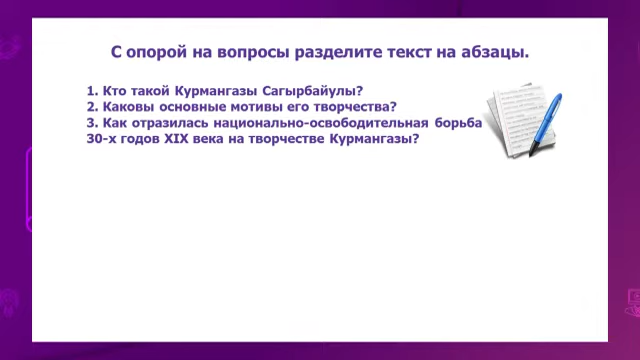 С опорой на вопросы разделите текст на абзацы.
1. Кто такой Курмангазы Сагырбайулы?
2. Каковы основные мотивы его творчества?
3. Как отразилась национально-освободительная борьба
30-х годов XIX века на творчестве Курмангазы?